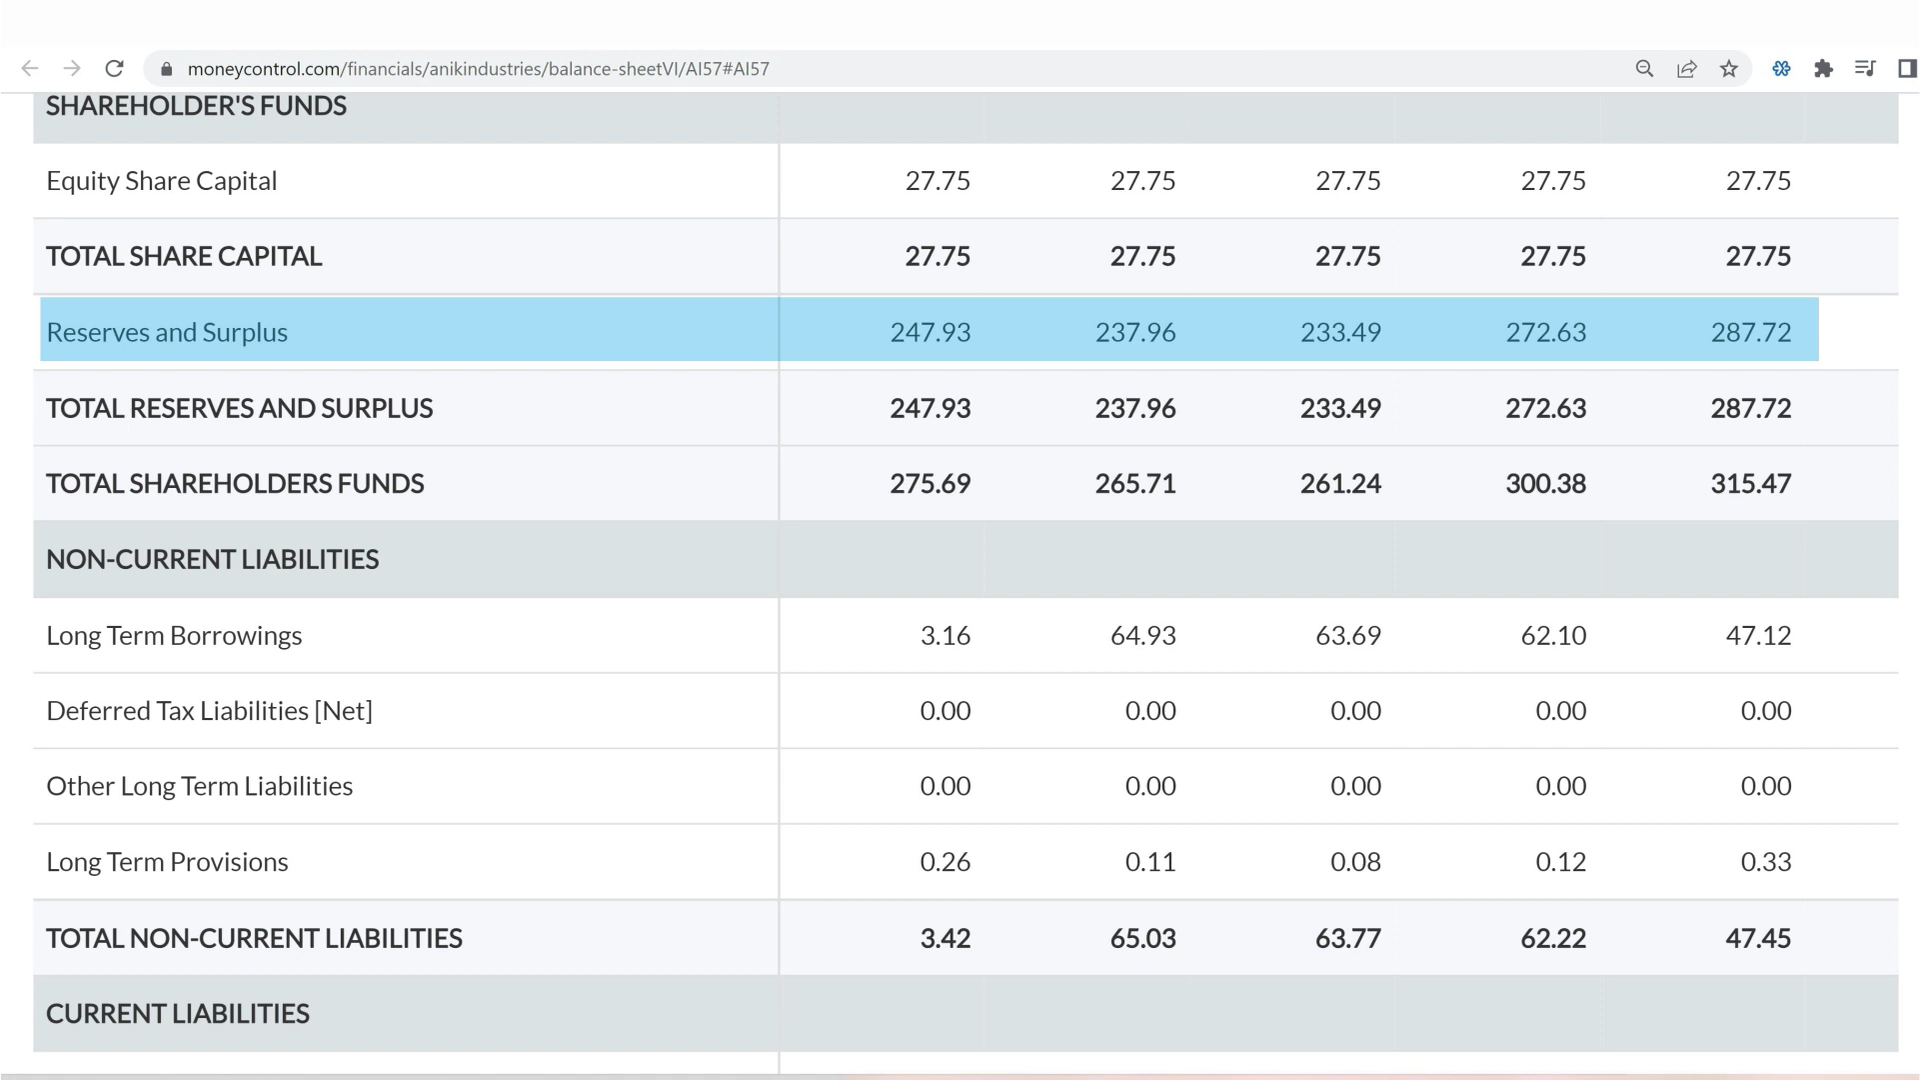 moneycontrol.com/financials/anikindustries/balance-sheetVI/AI57#AI57
SHAREHOLDER'S FUNDS
Equity Share Capital 27.75 27.75 27.75 27.75 27.75
TOTAL SHARE CAPITAL 27.75 27.75 27.75 27.75 27.75
Reserves and Surplus 247.93 237.96 233.49 272.63 287.72
TOTAL RESERVES AND SURPLUS 247.93 237.96 233.49 272.63 287.72
TOTAL SHAREHOLDERS FUNDS 275.69 265.71 261.24 300.38 315.47
NON-CURRENT LIABILITIES
Long Term Borrowings 3.16 64.93 63.69 62.10 47.12
Deferred Tax Liabilities [Net] 0.00 0.00 0.00 0.00 0.00
Other Long Term Liabilities 0.00 0.00 0.00 0.00 0.00
Long Term Provisions 0.26 0.11 0.08 0.12 0.33
TOTAL NON-CURRENT LIABILITIES 3.42 65.03 63.77 62.22 47.45
CURRENT LIABILITIES